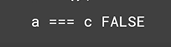 a === c FALSE